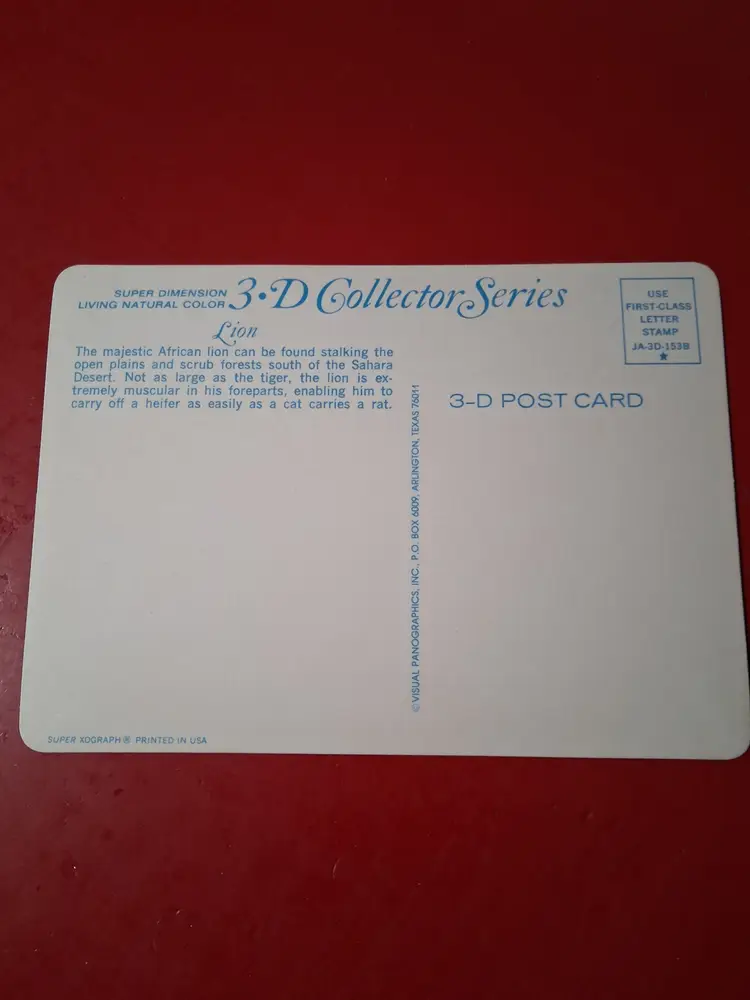 SUPER DIMENSION
LIVING NATURAL COLOR
3·D Collector Series
Lion
The majestic African lion can be found stalking the
open plains and scrub forests south of the Sahara
Desert. Not as large as the tiger, the lion is ex-
tremely muscular in his foreparts, enabling him to
carry off a heifer as easily as a cat carries a rat.
SUPER XOGRAPH® PRINTED IN USA
© VISUAL PANOGRAPHICS, INC., P.O. BOX 6009, ARLINGTON, TEXAS 76011
USE
FIRST-CLASS
LETTER
STAMP
JA-3D-153B
★
3-D POST CARD